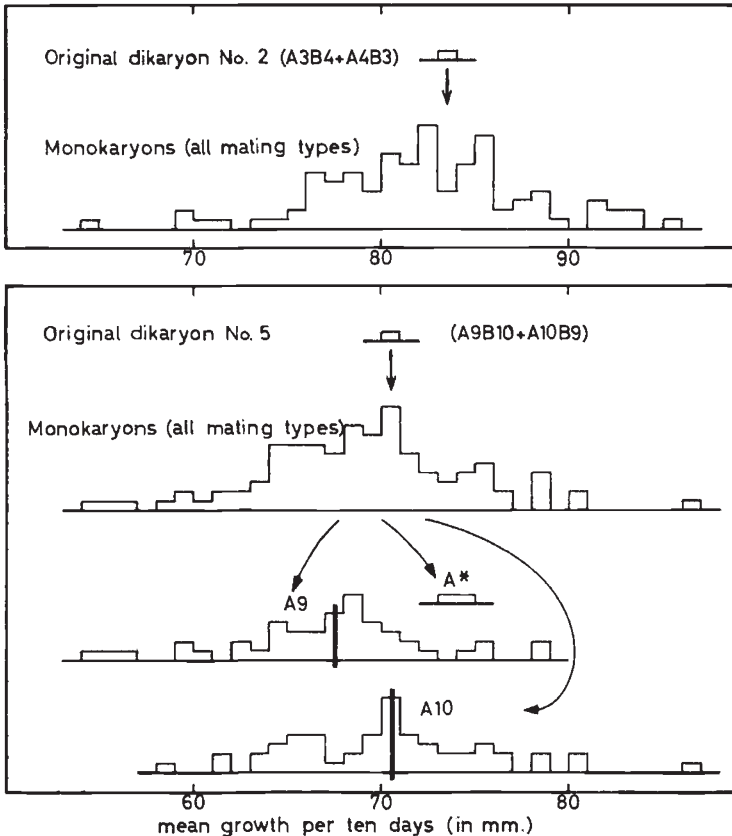 Original dikaryon No. 2 (A3B4+A4B3)
Monokaryons (all mating types)
70 80 90
Original dikaryon No. 5 (A9B10+A10B9)
Monokaryons (all mating types)
A*
A9
A10
60 70 80
mean growth per ten days (in mm.)